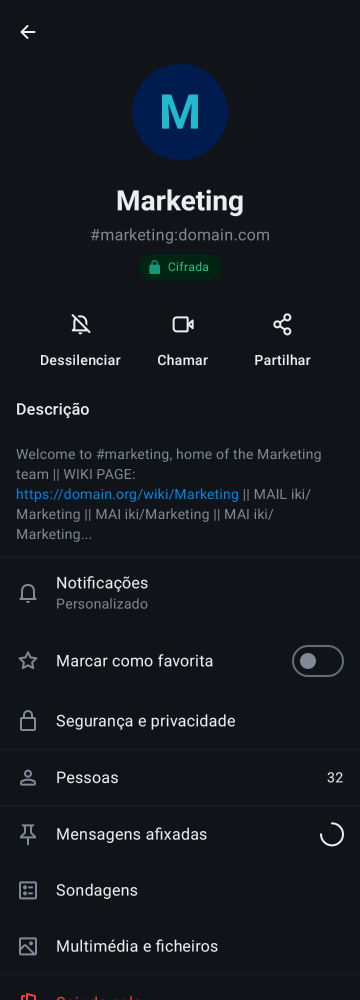 M
Marketing
#marketing:domain.com
Cifrada
Dessilenciar Chamar Partilhar
Descrição
Welcome to #marketing, home of the Marketing
team || WIKI PAGE:
https://domain.org/wiki/Marketing || MAIL iki/
Marketing || MAI iki/Marketing || MAI iki/
Marketing...
Notificações
Personalizado
Marcar como favorita
Segurança e privacidade
Pessoas 32
Mensagens afixadas
Sondagens
Multimédia e ficheiros